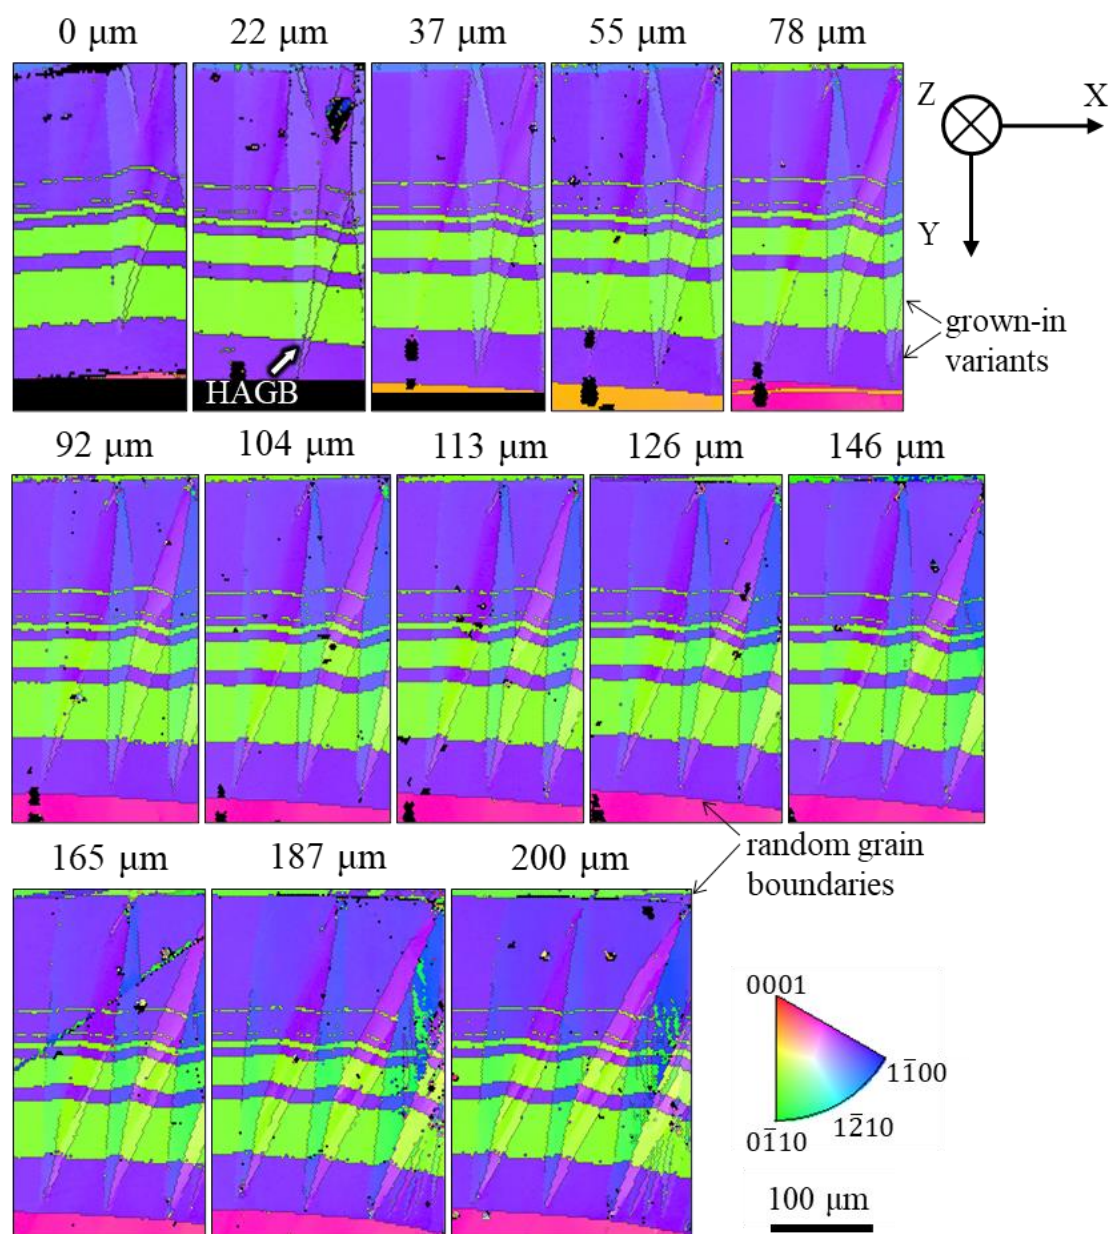 0 μm
22 μm
37 μm
55 μm
78 μm
Z
X
Y
grown-in
variants
HAGB
92 μm
104 μm
113 μm
126 μm
146 μm
random grain
boundaries
165 μm
187 μm
200 μm
0001
11̅00
12̅10
01̅10
100 μm